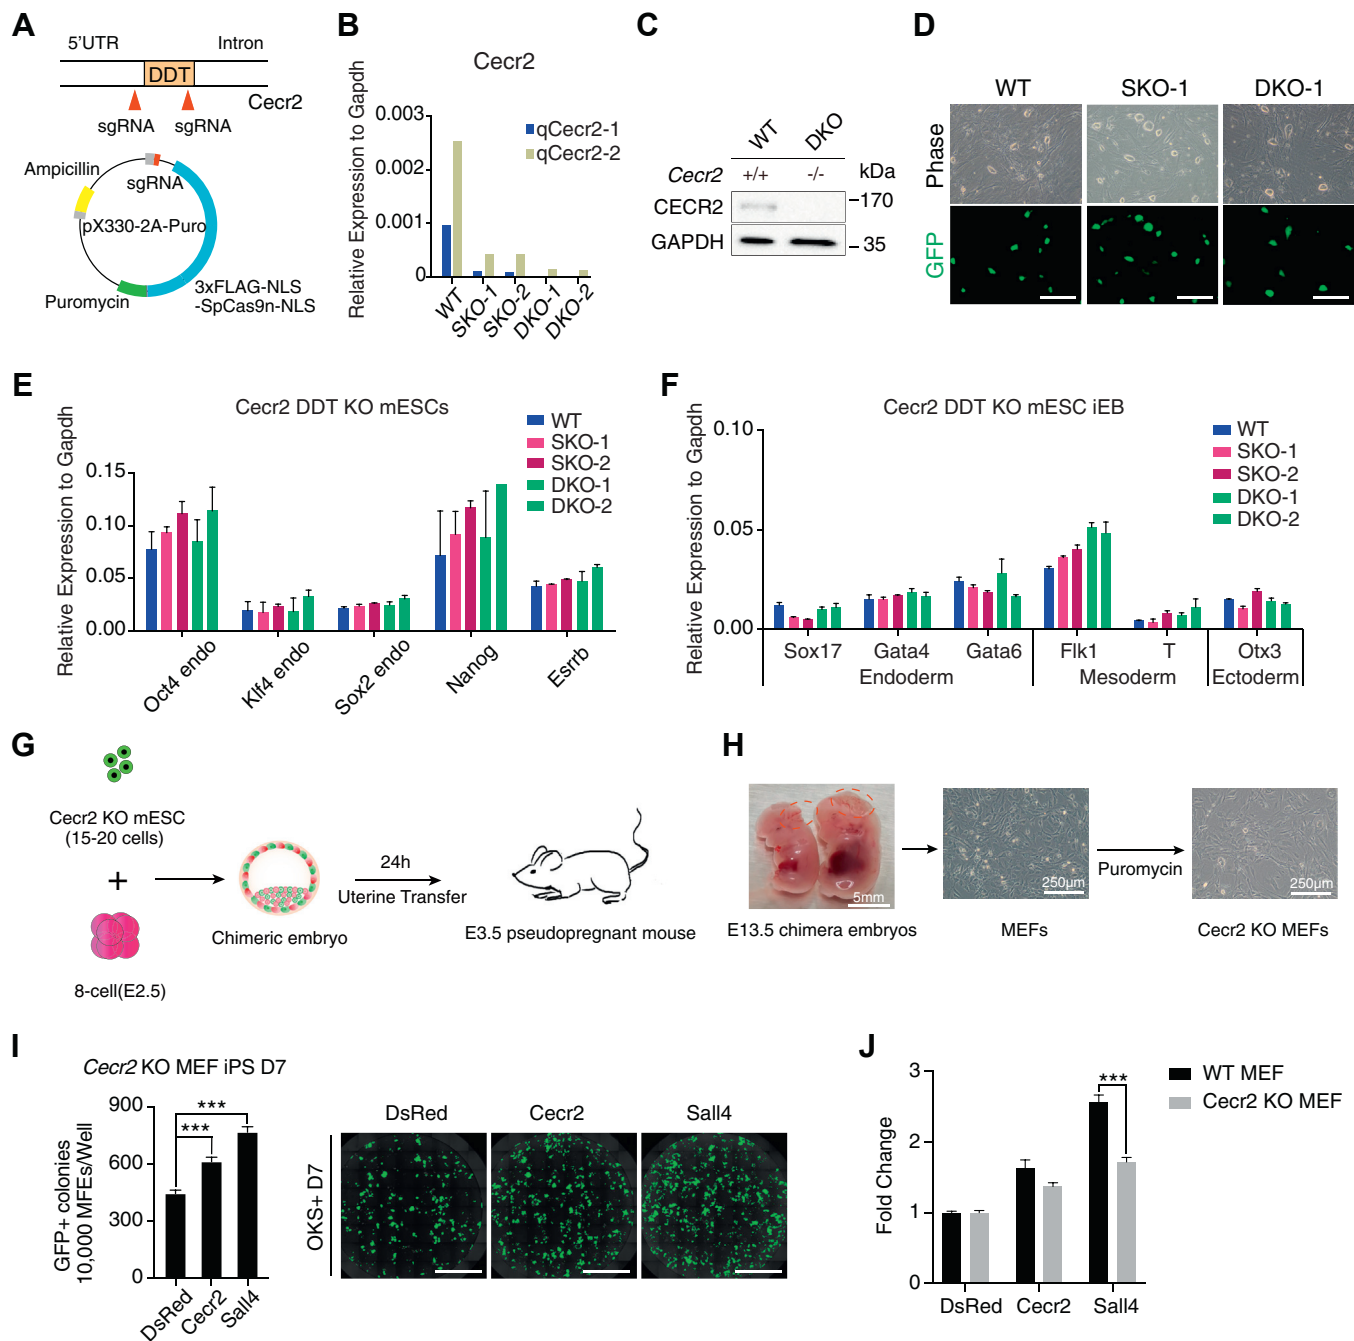 A
5'UTR
Intron
DDT
Cecr2
sgRNA
sgRNA
Ampicillin
sgRNA
pX330-2A-Puro
Puromycin
3xFLAG-NLS
-SpCas9n-NLS
B
Cecr2
Relative Expression to Gapdh
0.003
0.002
0.001
0
qCecr2-1
qCecr2-2
WT
SKO-1
SKO-2
DKO-1
DKO-2
C
WT
DKO
Cecr2
+/+
-/-
kDa
CECR2
170
GAPDH
35
D
WT
SKO-1
DKO-1
Phase
GFP
E
Cecr2 DDT KO mESCs
Relative Expression to Gapdh
0.15
0.10
0.05
0.00
WT
SKO-1
SKO-2
DKO-1
DKO-2
Oct4 endo
Klf4 endo
Sox2 endo
Nanog
Esrrb
F
Cecr2 DDT KO mESC iEB
Relative Expression to Gapdh
0.10
0.05
0.00
WT
SKO-1
SKO-2
DKO-1
DKO-2
Sox17
Gata4
Gata6
Flk1
T
Otx3
Endoderm
Mesoderm
Ectoderm
G
Cecr2 KO mESC
(15-20 cells)
+
8-cell(E2.5)
Chimeric embryo
24h
Uterine Transfer
E3.5 pseudopregnant mouse
H
5mm
E13.5 chimera embryos
250μm
MEFs
Puromycin
250μm
Cecr2 KO MEFs
I
Cecr2 KO MEF iPS D7
GFP+ colonies
10,000 MFEs/Well
900
600
300
0
***
***
DsRed
Cecr2
Sall4
OKS+ D7
DsRed
Cecr2
Sall4
J
Fold Change
3
2
1
0
***
WT MEF
Cecr2 KO MEF
DsRed
Cecr2
Sall4